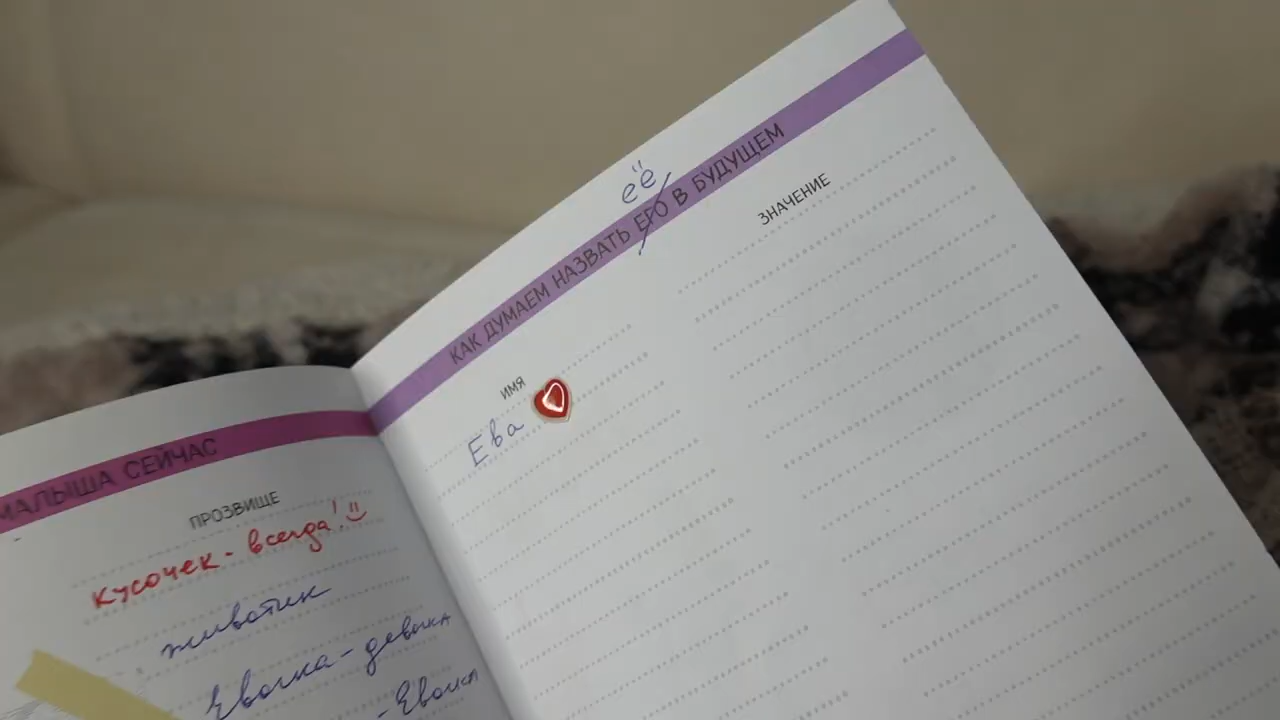 МАЛЫША СЕЙЧАС
ПРОЗВИЩЕ
кусочек - всегда!
животик
Евочка - девочка
- Евочка
её
КАК ДУМАЕМ НАЗВАТЬ ЕГО В БУДУЩЕМ
ИМЯ
Ева
ЗНАЧЕНИЕ